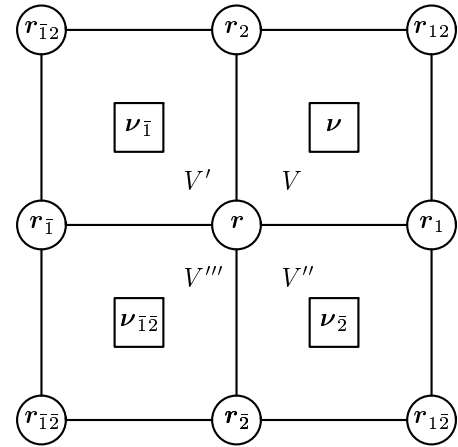 r_{\bar{1}2} r_2 r_{12}
ν_{\bar{1}} ν
V′ V
r_{\bar{1}} r r_1
V‴ V″
ν_{\bar{1}\bar{2}} ν_{\bar{2}}
r_{\bar{1}\bar{2}} r_{\bar{2}} r_{1\bar{2}}